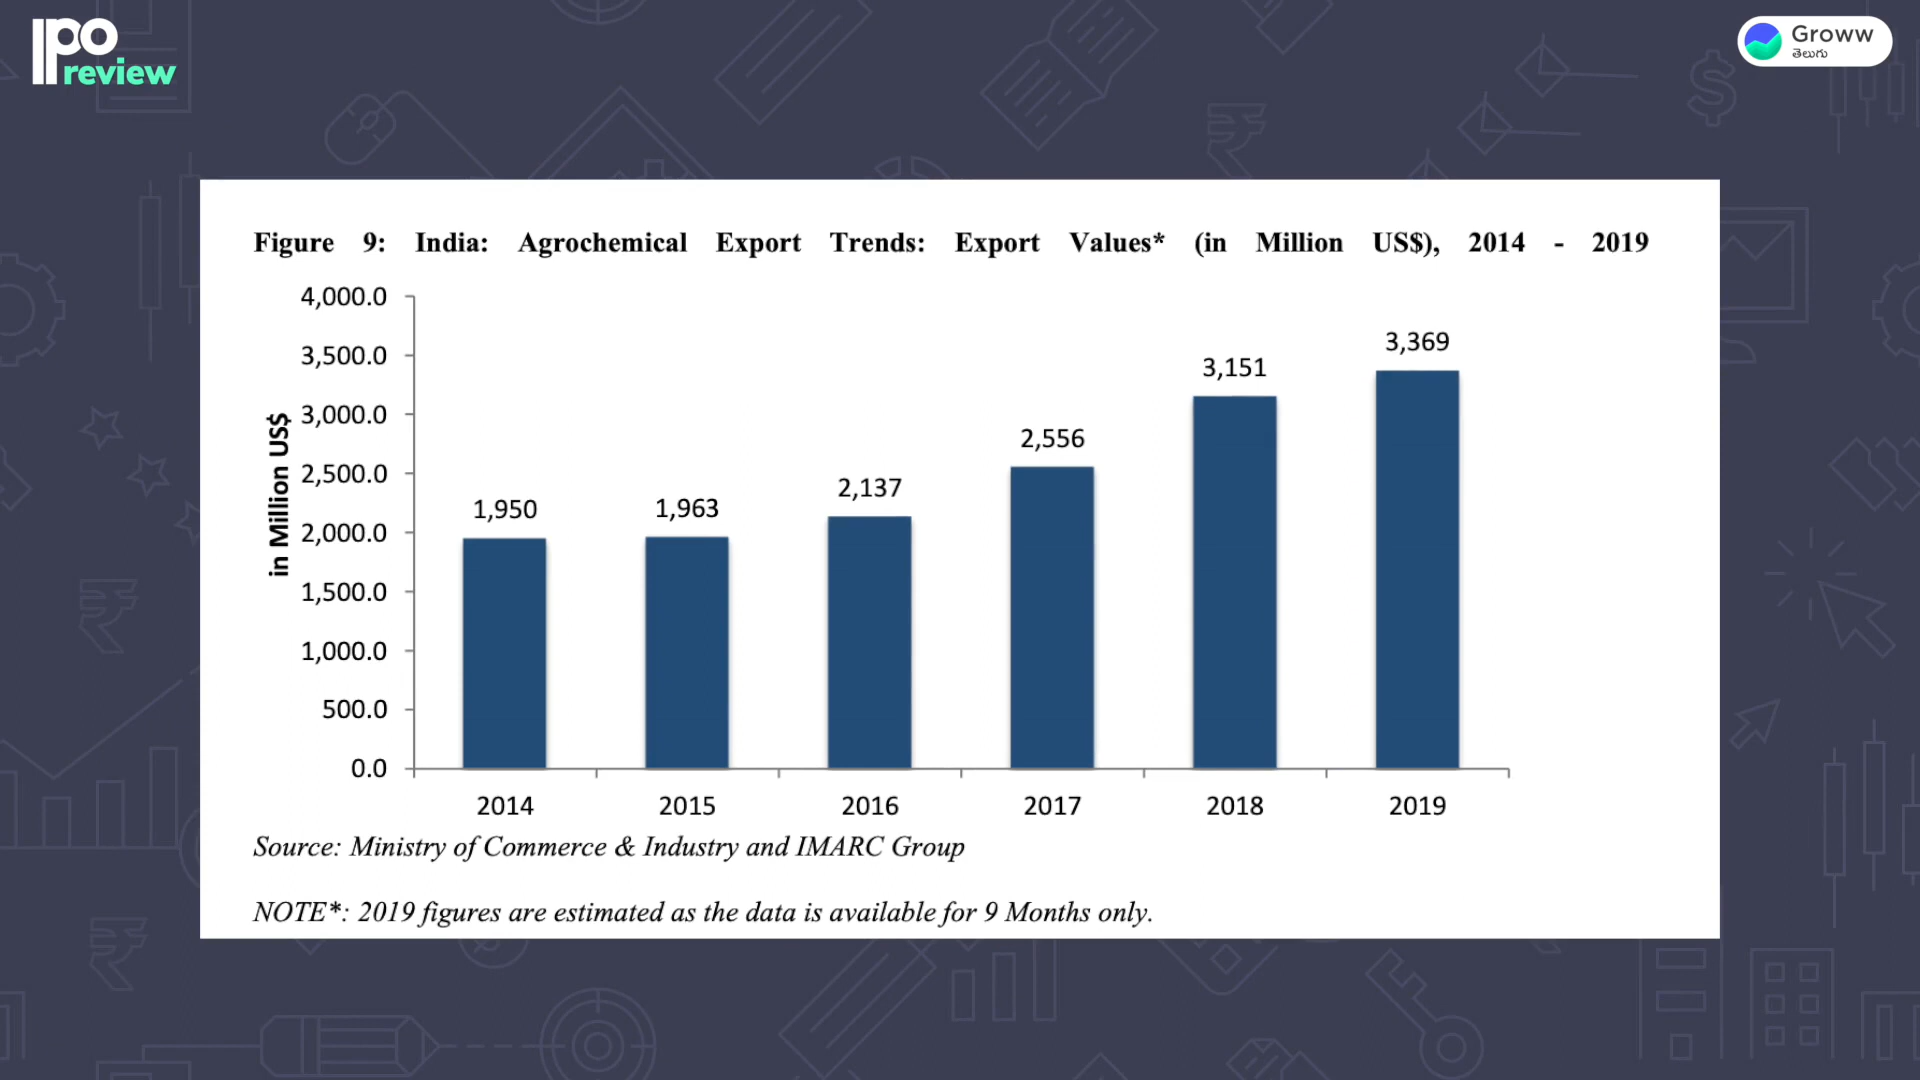 IPO
review
Groww
తెలుగు
Figure 9: India: Agrochemical Export Trends: Export Values* (in Million US$), 2014 - 2019
in Million US$
4,000.0
3,500.0
3,000.0
2,500.0
2,000.0
1,500.0
1,000.0
500.0
0.0
1,950
1,963
2,137
2,556
3,151
3,369
2014 2015 2016 2017 2018 2019
Source: Ministry of Commerce & Industry and IMARC Group
NOTE*: 2019 figures are estimated as the data is available for 9 Months only.